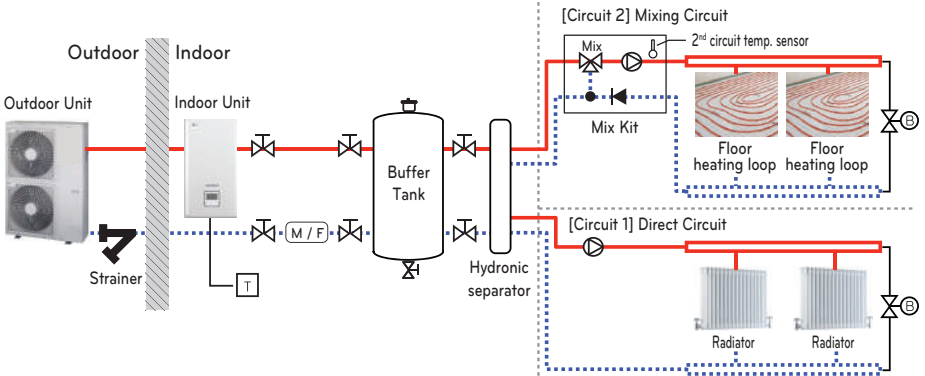 [Circuit 2] Mixing Circuit
Mix
2nd circuit temp. sensor
Outdoor
Indoor
Outdoor Unit
Indoor Unit
Mix Kit
Floor
heating loop
Floor
heating loop
B
Buffer
Tank
M / F
Strainer
T
Hydronic
separator
[Circuit 1] Direct Circuit
Radiator
Radiator
B